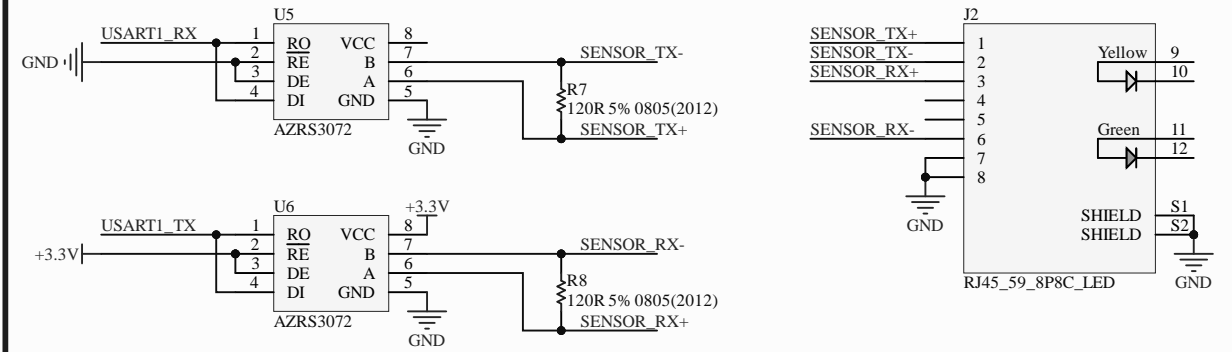 U5
USART1_RX 1 RO VCC 8
GND 2 RE B 7 SENSOR_TX-
3 DE A 6
4 DI GND 5
R7
120R 5% 0805(2012)
AZRS3072
GND
SENSOR_TX+
U6
+3.3V
USART1_TX 1 RO VCC 8
+3.3V 2 RE B 7 SENSOR_RX-
3 DE A 6
4 DI GND 5
R8
120R 5% 0805(2012)
AZRS3072
GND
SENSOR_RX+
J2
SENSOR_TX+ 1
SENSOR_TX- 2
SENSOR_RX+ 3
4
5
SENSOR_RX- 6
7
8
GND
Yellow 9
10
Green 11
12
SHIELD S1
SHIELD S2
GND
RJ45_59_8P8C_LED